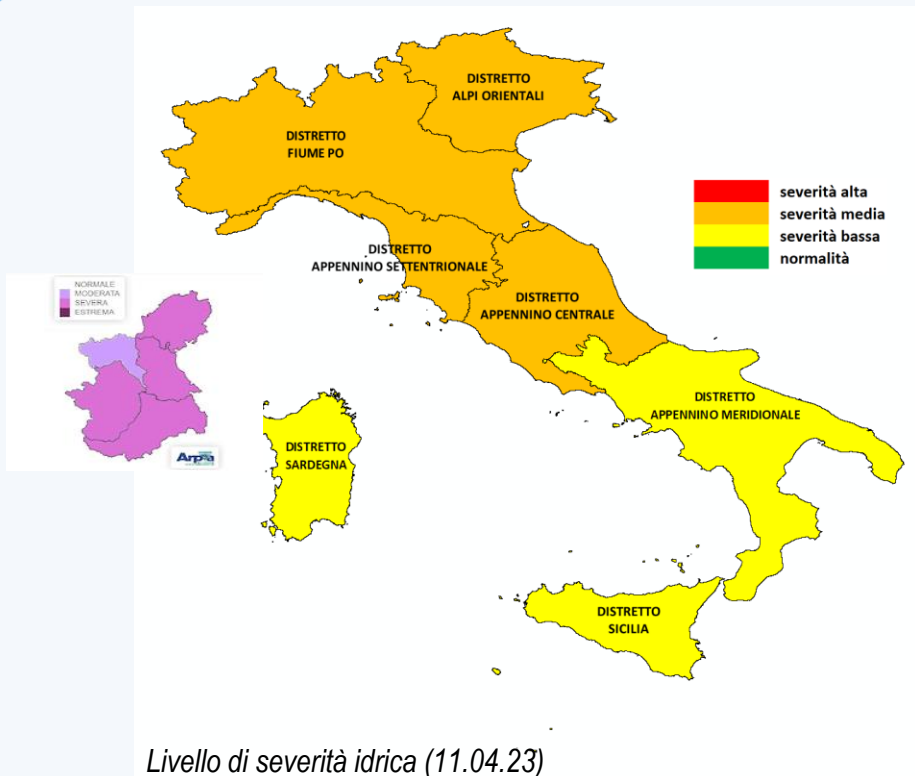 DISTRETTO
ALPI ORIENTALI
DISTRETTO
FIUME PO
severità alta
severità media
severità bassa
normalità
DISTRETTO
APPENNINO SETTENTRIONALE
NORMALE
MODERATA
SEVERA
ESTREMA
DISTRETTO
APPENNINO CENTRALE
DISTRETTO
APPENNINO MERIDIONALE
DISTRETTO
SARDEGNA
Arpa
DISTRETTO
SICILIA
Livello di severità idrica (11.04.23)